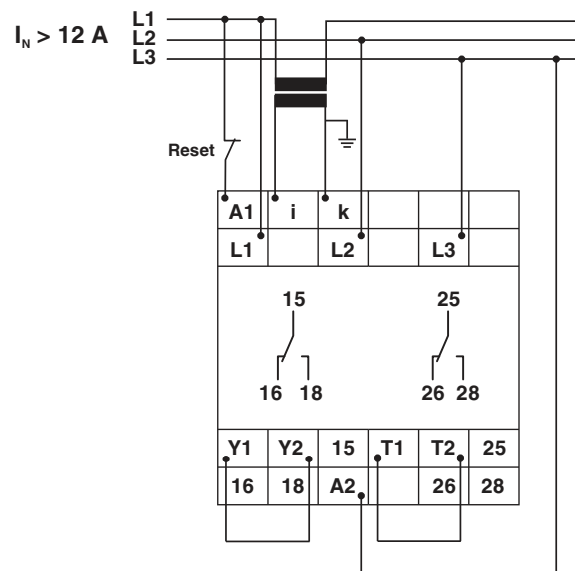 L1
I_N > 12 A L2
L3
Reset
A1 i k
L1 L2 L3
15 25
16 18 26 28
Y1 Y2 15 T1 T2 25
16 18 A2 26 28